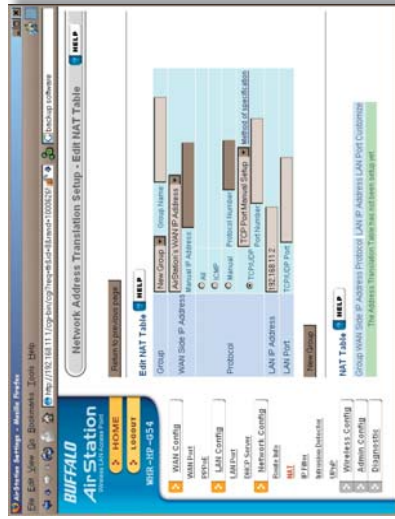 AirStation Settings - Mozilla Firefox
File Edit View Go Bookmarks Tools Help
backup software
BUFFALO
AirStation
Wireless LAN Access Point
HOME
LOGOUT
WHR-HP-G54
WAN Config
WAN Port
PPPoE
LAN Config
LAN Port
DHCP Server
Network Config
Route Info
NAT
IP Filter
Intrusion Detector
UPnP
Wireless Config
Admin Config
Diagnostic
Network Address Translation Setup - Edit NAT Table
HELP
Return to previous page
Edit NAT Table HELP
Group
New Group
Group Name
WAN Side IP Address
AirStation's WAN IP Address
Manual IP Address
Protocol
All
ICMP
Manual
Protocol Number
TCP/UDP
TCP Port Manual Setup
Method of specification
Port Number
LAN IP Address
192.168.11.2
LAN Port
TCP/UDP Port
New Group
NAT Table HELP
Group WAN Side IP Address Protocol LAN IP Address LAN Port Customize
The Address Translation Table has not been setup yet